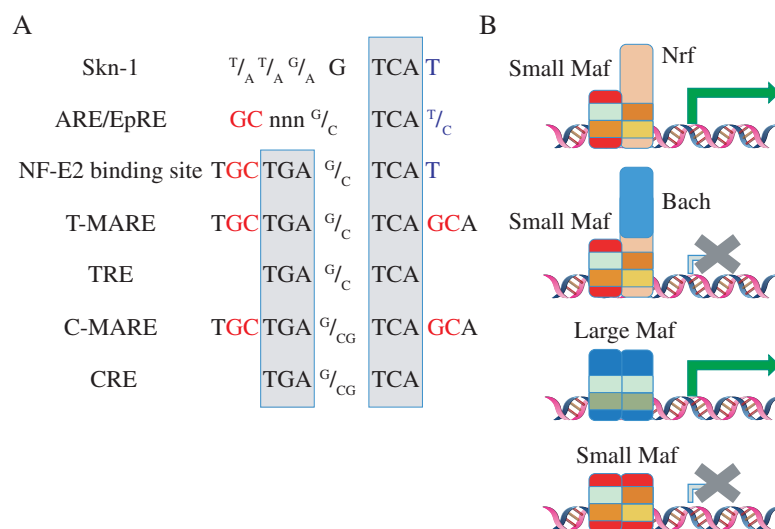 A
Skn-1 T/A T/A G/A G TCA T
ARE/EpRE GC nnn G/C TCA T/C
NF-E2 binding site TGC TGA G/C TCA T
T-MARE TGC TGA G/C TCA GCA
TRE TGA G/C TCA
C-MARE TGC TGA G/CG TCA GCA
CRE TGA G/CG TCA
B
Nrf
Small Maf
Bach
Small Maf
Large Maf
Small Maf